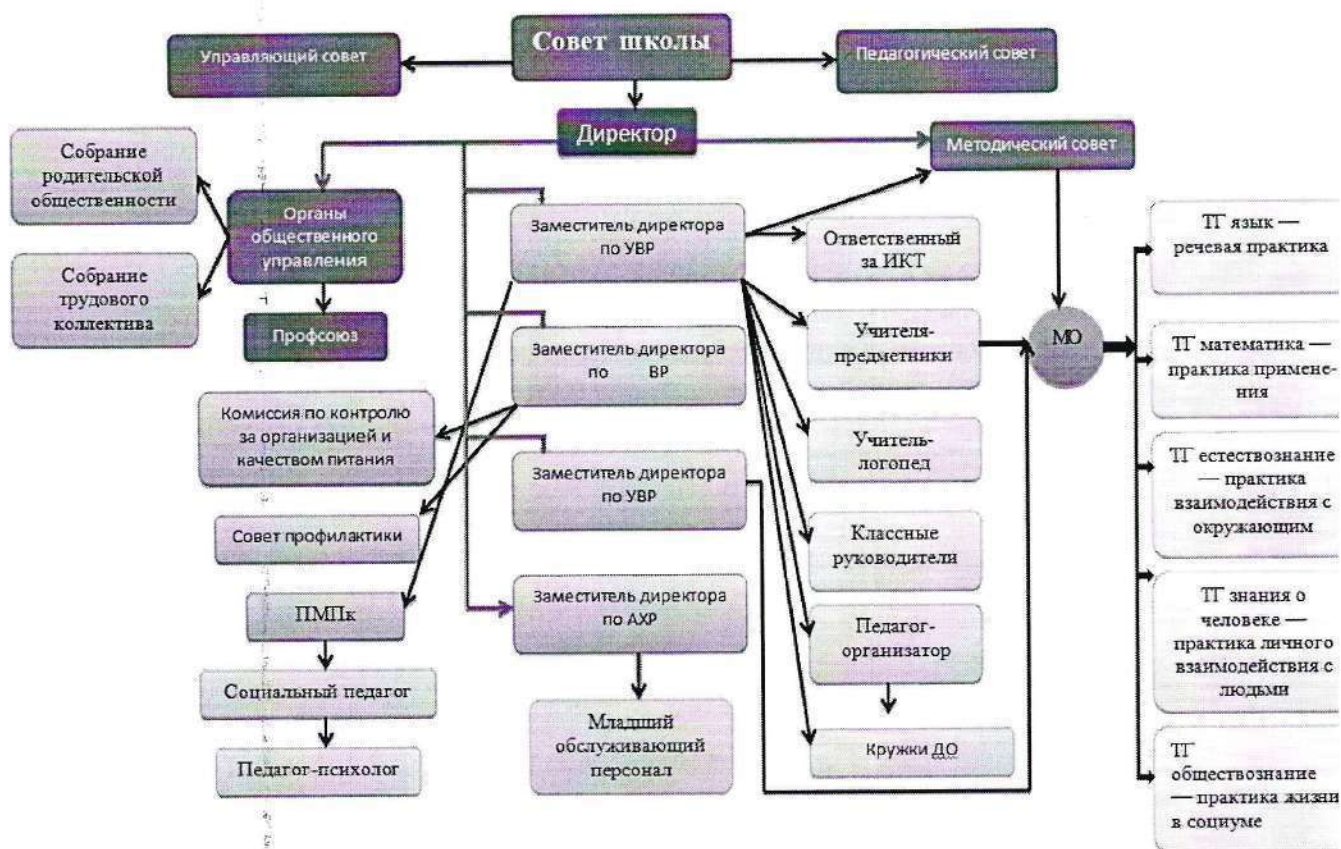 Совет школы
Управляющий совет
Педагогический совет
Директор
Методический совет
Собрание
родительской
общественности
Органы
общественного
управления
Собрание
трудового
коллектива
Профсоюз
Заместитель директора
по УВР
Ответственный
за ИКТ
ТГ язык —
речевая практика
Заместитель директора
по ВР
Учителя-
предметники
МО
ТГ математика —
практика примене-
ния
Комиссия по контролю
за организацией и
качеством питания
Заместитель директора
по УВР
Учитель-
логопед
ТГ естествознание
— практика
взаимодействия с
окружающим
Совет профилактики
Классные
руководители
ПМПк
Заместитель директора
по АХР
Педагог-
организатор
ТГ знания о
человеке —
практика личного
взаимодействия с
людьми
Социальный педагог
Младший
обслуживающий
персонал
Кружки ДО
Педагог-психолог
ТГ
обществознание
— практика жизни
в социуме